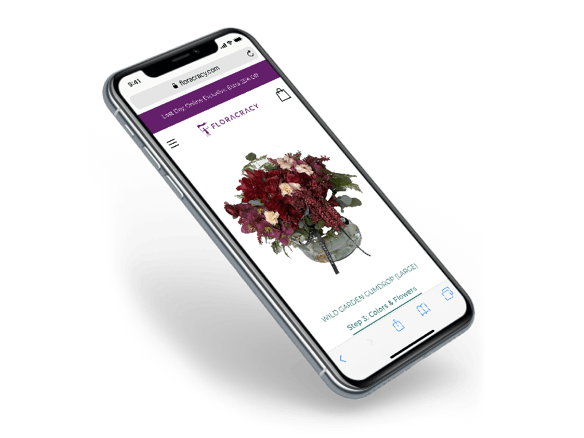 9:41
floracracy.com
Last Day Online Exclusive: Extra 25% Off
FLORACRACY
WILD GARDEN GUMDROP (LARGE)
Step 3: Colors & Flowers